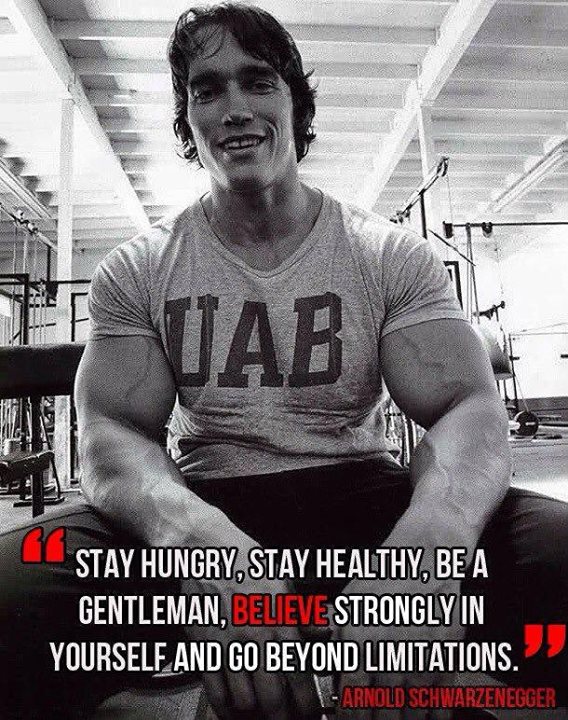 UAB
“ STAY HUNGRY, STAY HEALTHY, BE A
GENTLEMAN, BELIEVE STRONGLY IN
YOURSELF AND GO BEYOND LIMITATIONS. ”
- ARNOLD SCHWARZENEGGER